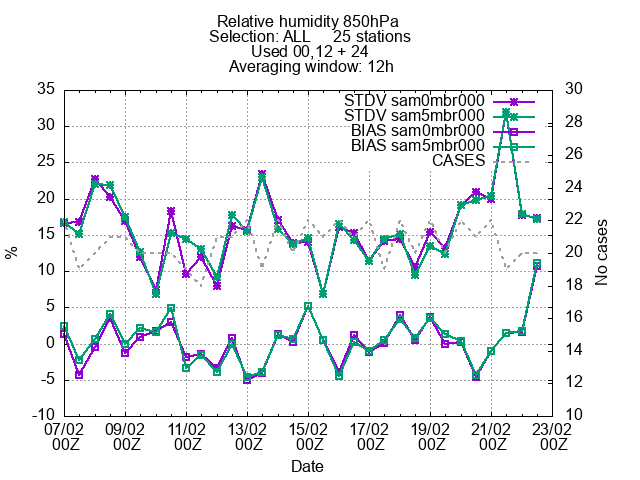 Relative humidity 850hPa
Selection: ALL 25 stations
Used 00,12 + 24
Averaging window: 12h
STDV sam0mbr000
STDV sam5mbr000
BIAS sam0mbr000
BIAS sam5mbr000
CASES
35
30
25
20
15
10
5
0
-5
-10
%
30
28
26
24
22
20
18
16
14
12
10
No cases
07/02 09/02 11/02 13/02 15/02 17/02 19/02 21/02 23/02
00Z 00Z 00Z 00Z 00Z 00Z 00Z 00Z 00Z
Date